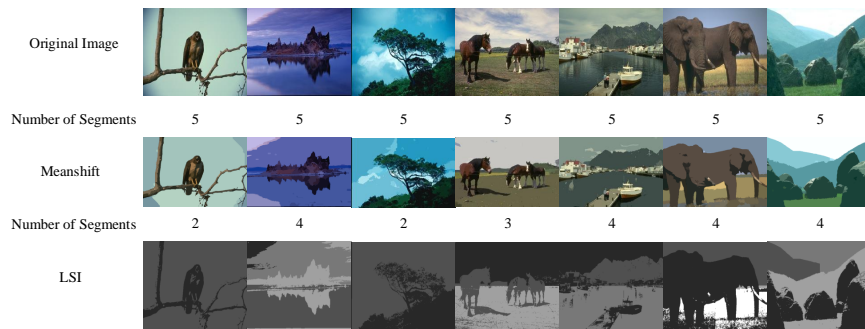 Original Image
Number of Segments 5 5 5 5 5 5 5
Meanshift
Number of Segments 2 4 2 3 4 4 4
LSI